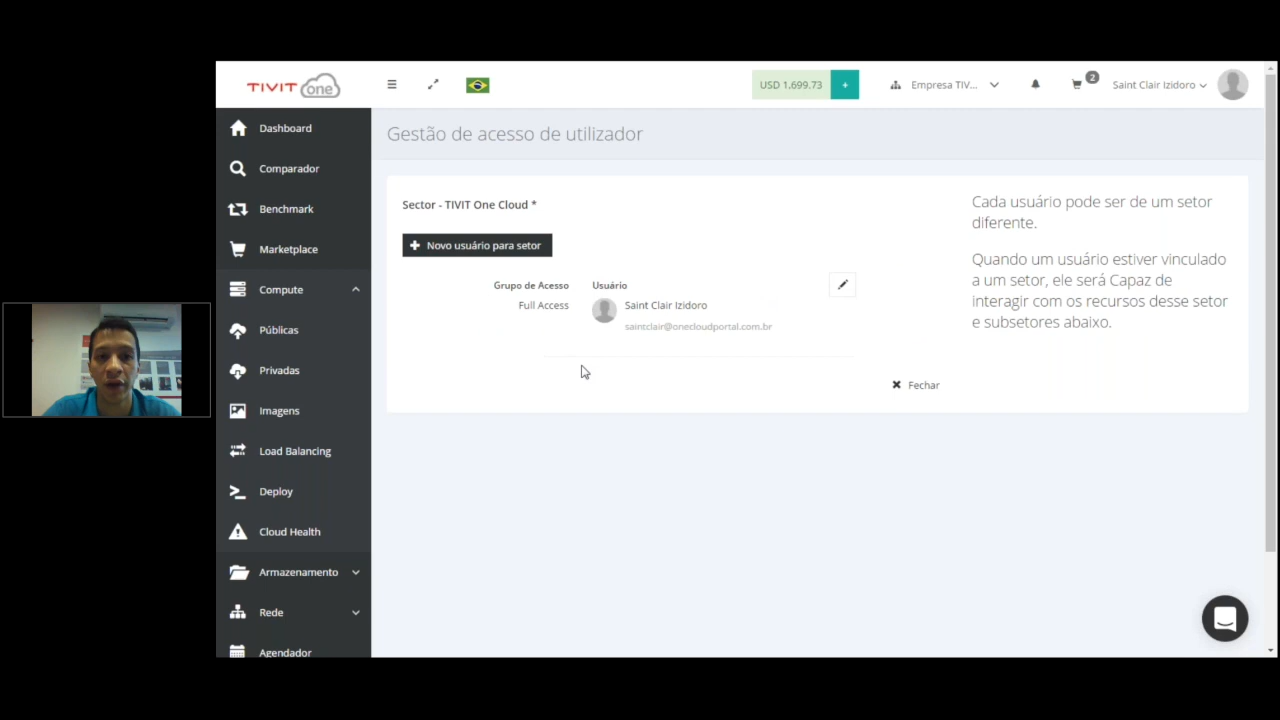 TIVIT one
USD 1,699.73
+
Empresa TIV...
2
Saint Clair Izidoro
Dashboard
Comparador
Benchmark
Marketplace
Compute
Públicas
Privadas
Imagens
Load Balancing
Deploy
Cloud Health
Armazenamento
Rede
Agendador
Gestão de acesso de utilizador
Sector - TIVIT One Cloud *
+ Novo usuário para setor
Grupo de Acesso Usuário
Full Access Saint Clair Izidoro
saintclair@onecloudportal.com.br
Fechar
Cada usuário pode ser de um setor
diferente.
Quando um usuário estiver vinculado
a um setor, ele será Capaz de
interagir com os recursos desse setor
e subsetores abaixo.